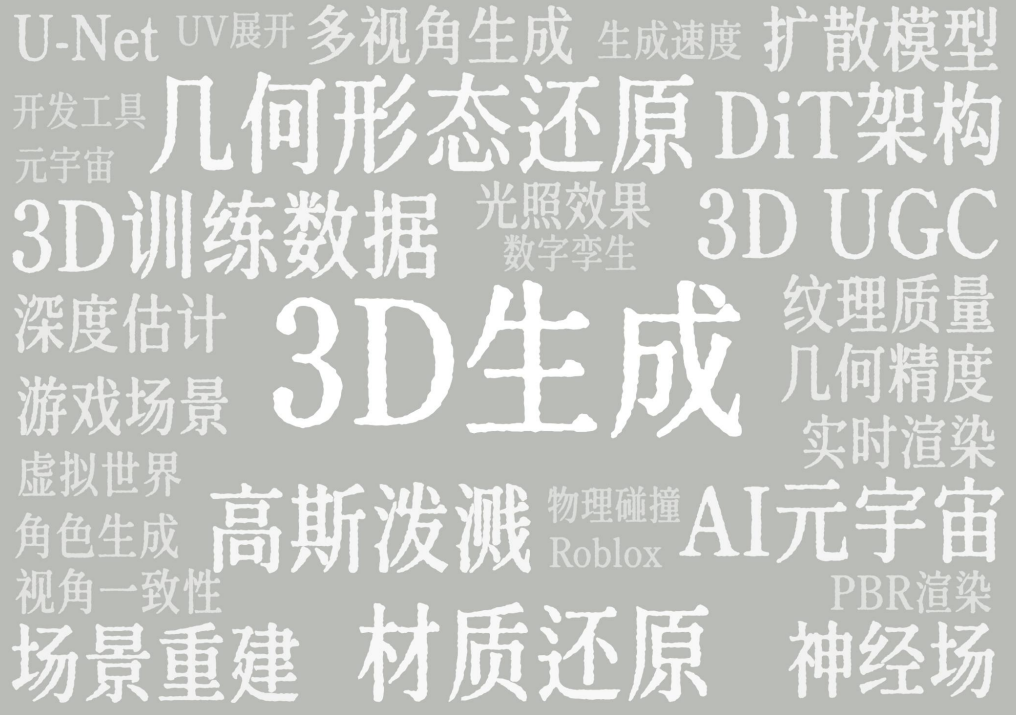 U-Net
UV展开
多视角生成
生成速度
扩散模型
开发工具
几何形态还原
DiT架构
元宇宙
3D训练数据
光照效果
3D UGC
数字孪生
深度估计
3D生成
纹理质量
几何精度
游戏场景
实时渲染
虚拟世界
高斯泼溅
物理碰撞
AI元宇宙
角色生成
Roblox
视角一致性
PBR渲染
场景重建
材质还原
神经场